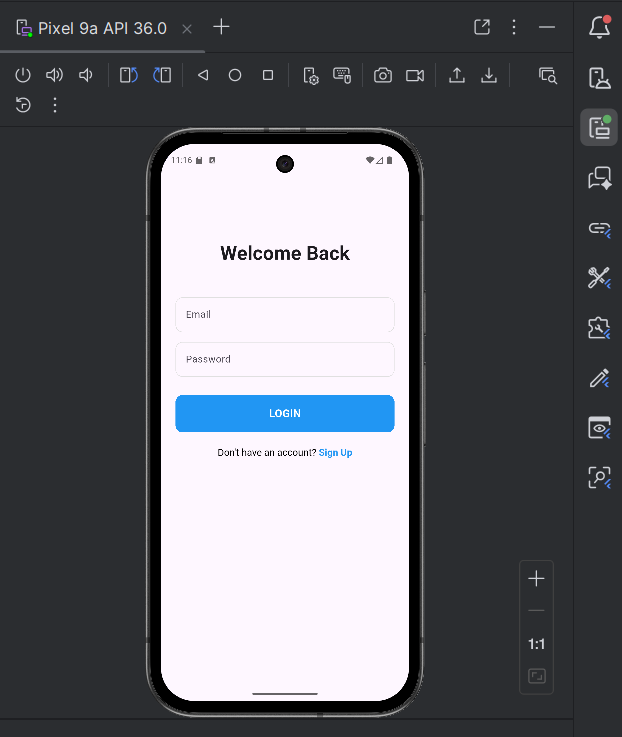 Pixel 9a API 36.0
11:16
Welcome Back
Email
Password
LOGIN
Don't have an account? Sign Up
1:1